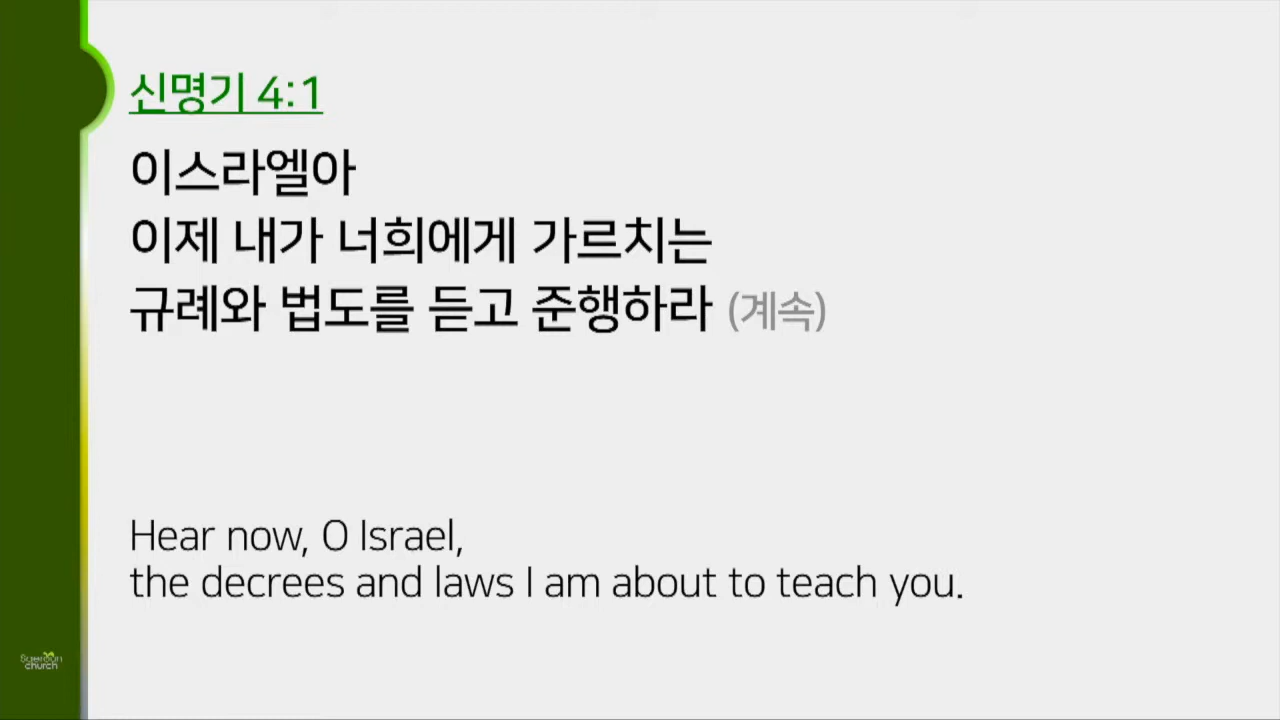 신명기 4:1
이스라엘아
이제 내가 너희에게 가르치는
규례와 법도를 듣고 준행하라 (계속)
Hear now, O Israel,
the decrees and laws I am about to teach you.
church